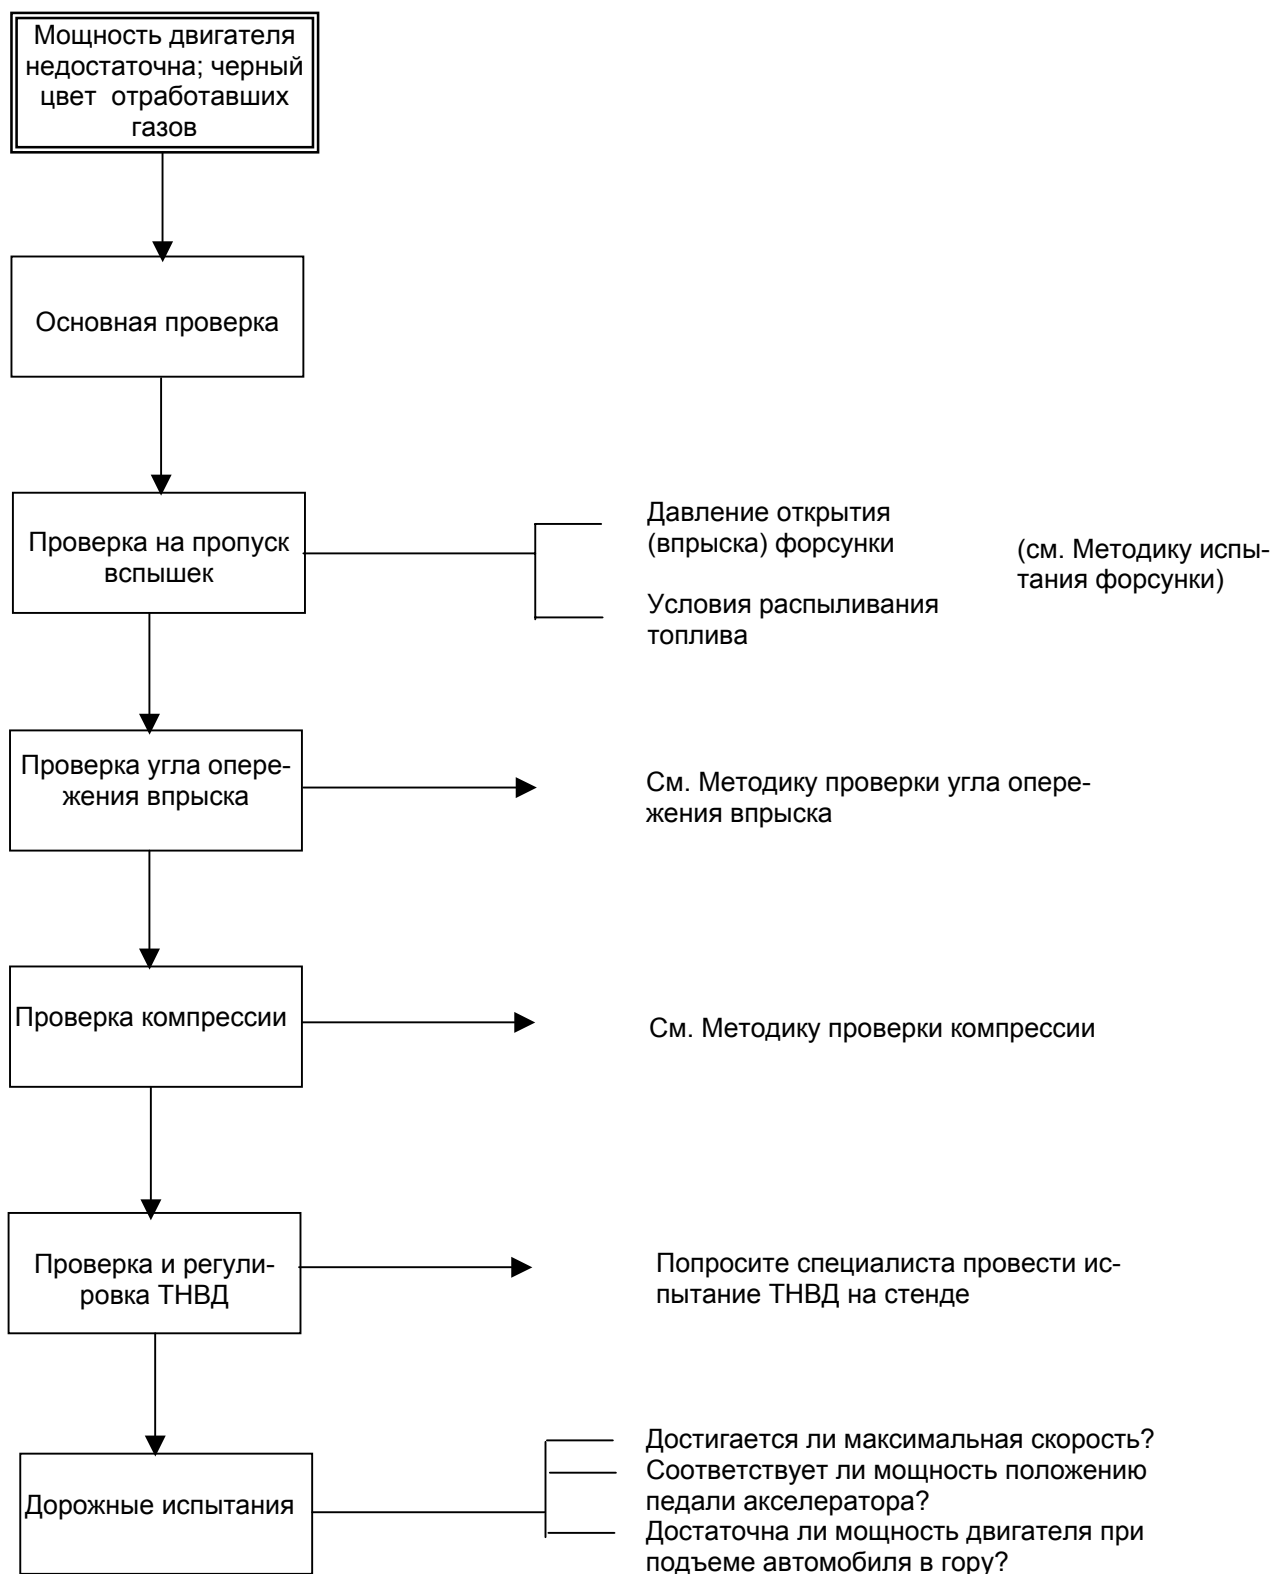 Мощность двигателя
недостаточна; черный
цвет отработавших
газов
Основная проверка
Проверка на пропуск
вспышек
Давление открытия
(впрыска) форсунки
Условия распыливания
топлива
(см. Методику испы-
тания форсунки)
Проверка угла опере-
жения впрыска
См. Методику проверки угла опере-
жения впрыска
Проверка компрессии
См. Методику проверки компрессии
Проверка и регули-
ровка ТНВД
Попросите специалиста провести ис-
пытание ТНВД на стенде
Дорожные испытания
Достигается ли максимальная скорость?
Соответствует ли мощность положению
педали акселератора?
Достаточна ли мощность двигателя при
подъеме автомобиля в гору?